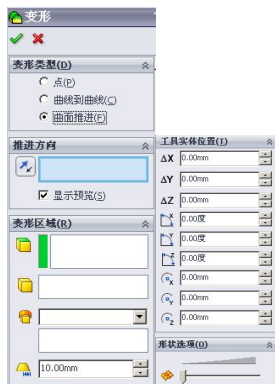 变形
变形类型(D)
点(P)
曲线到曲线(C)
曲面推进(F)
推进方向
显示预览(S)
变形区域(R)
10.00mm
工具实体位置(I)
ΔX 0.00mm
ΔY 0.00mm
ΔZ 0.00mm
X 0.00度
Y 0.00度
Z 0.00度
X 0.00mm
Y 0.00mm
Z 0.00mm
形状选项(O)